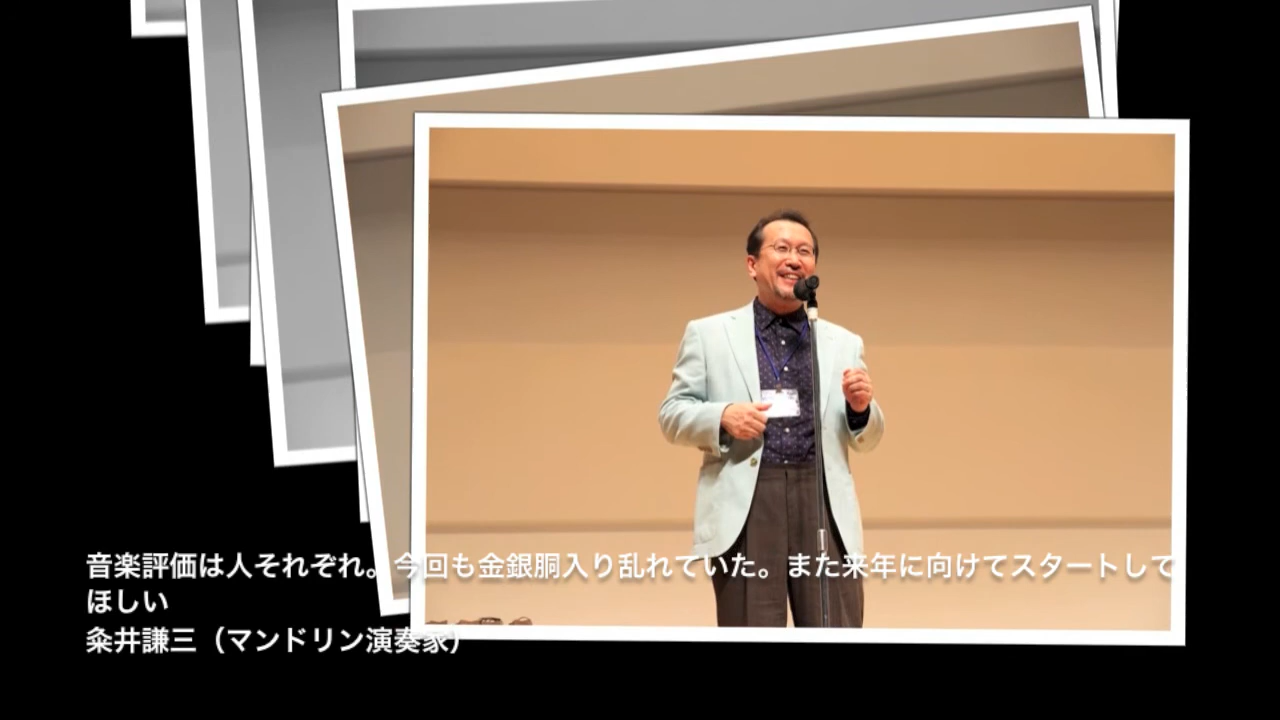 音楽評価は人それぞれ。今回も金銀胴入り乱れていた。また来年に向けてスタートして
ほしい
粂井謙三（マンドリン演奏家）